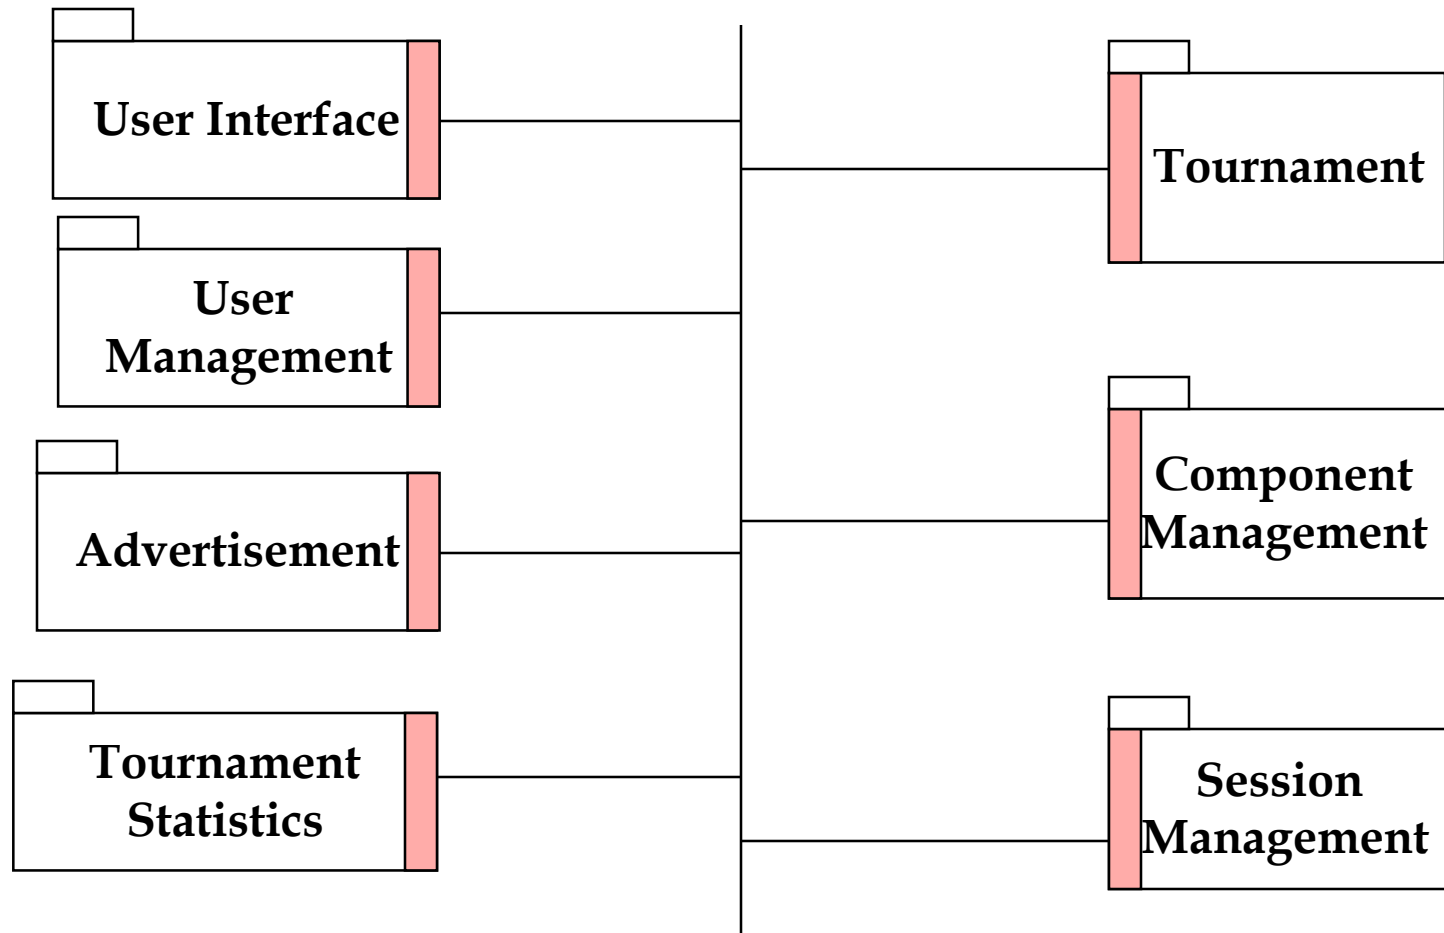 User Interface
User
Management
Advertisement
Tournament
Statistics
Tournament
Component
Management
Session
Management